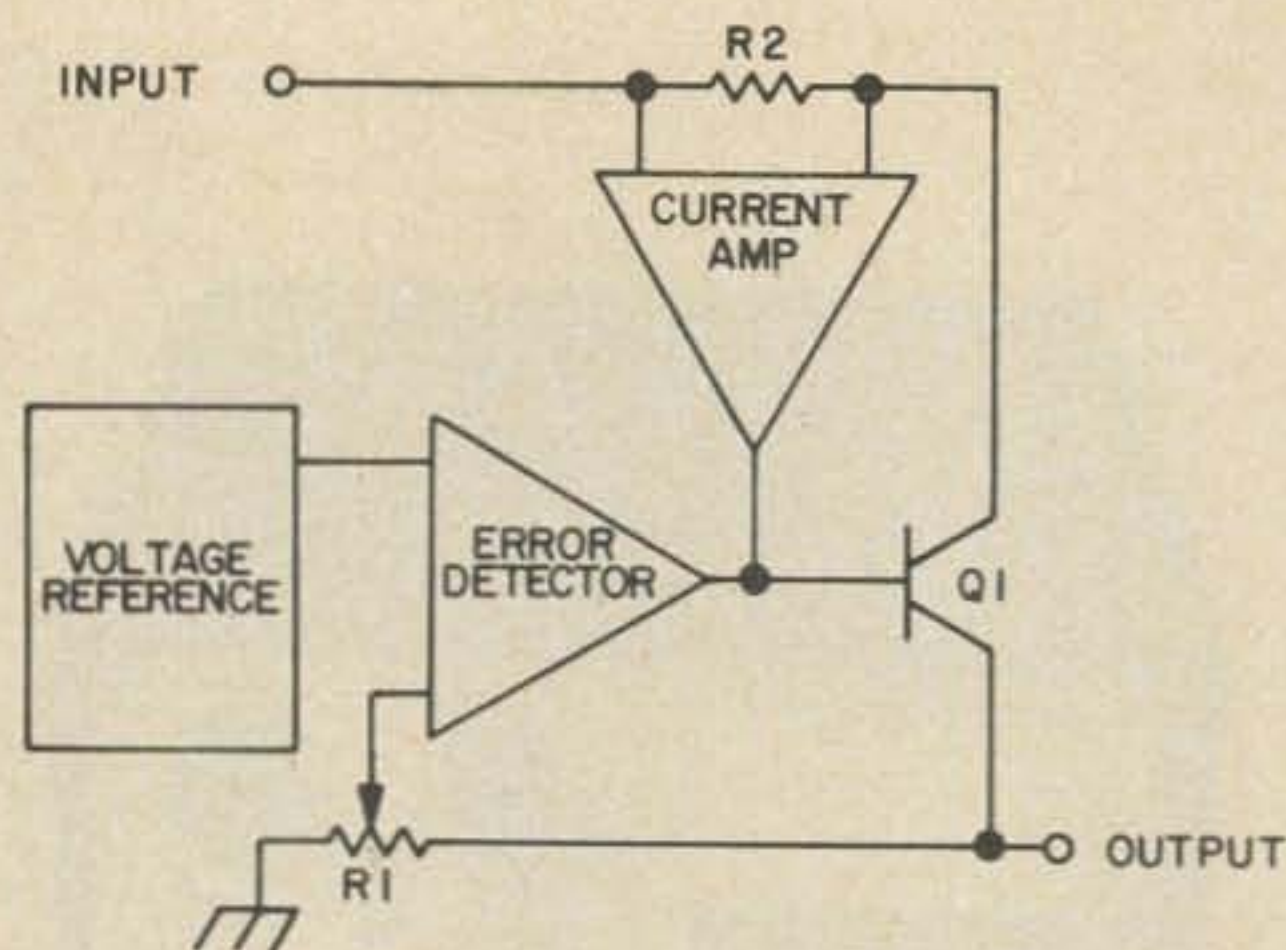 R2
INPUT
CURRENT
AMP
VOLTAGE
REFERENCE
ERROR
DETECTOR
Q1
R1
OUTPUT